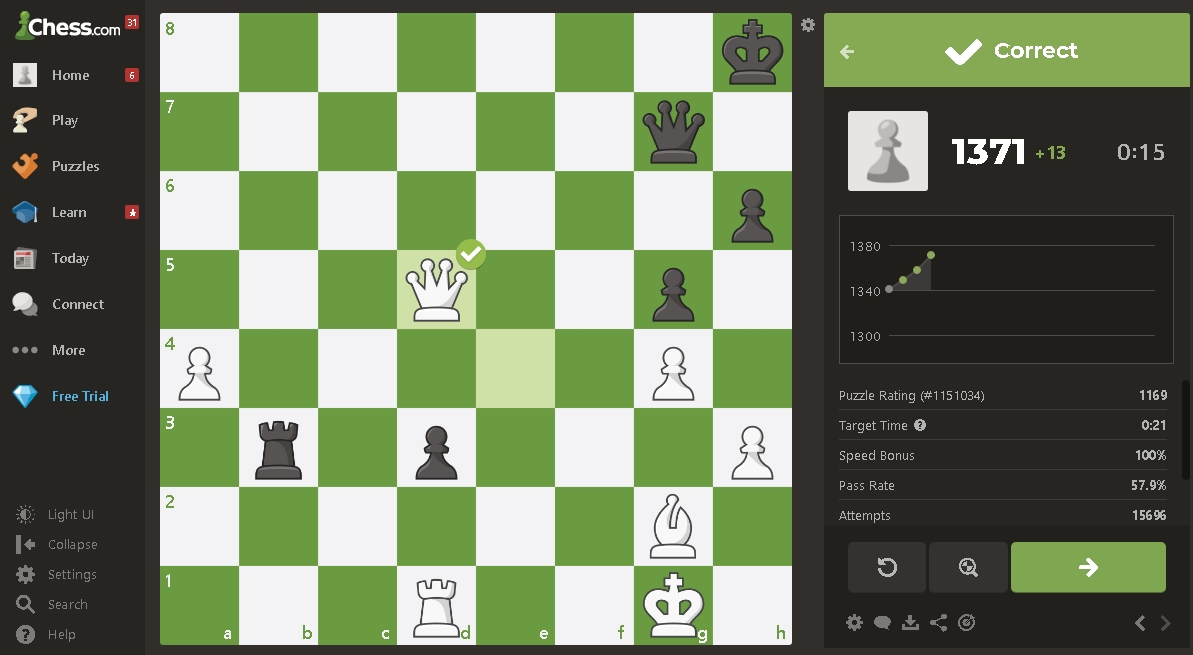 Chess.com 31
Home 6
Play
Puzzles
Learn
Today
Connect
More
Free Trial
Light UI
Collapse
Settings
Search
Help
8
7
6
5
4
3
2
1
a b c d e f g h
Correct
1371 +13 0:15
1380
1340
1300
Puzzle Rating (#1151034) 1169
Target Time ? 0:21
Speed Bonus 100%
Pass Rate 57.9%
Attempts 15696